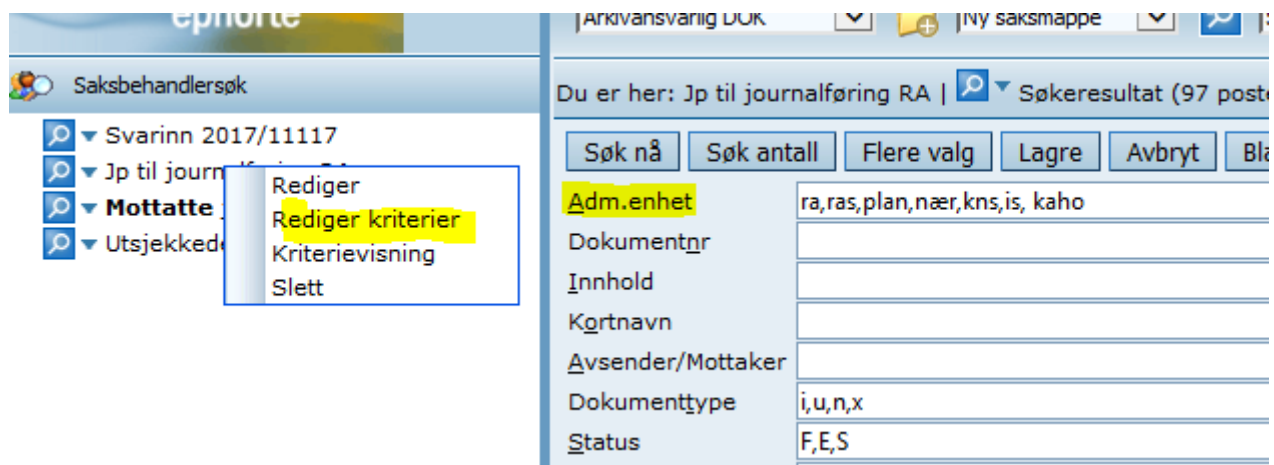 ephorte
Saksbehandlersøk
Svarinn 2017/11117
Jp til journ
Mottatte
Utsjekkede
Rediger
Rediger kriterier
Kriterievisning
Slett
Arkivansvarlig DOK Ny saksmappe
Du er her: Jp til journalføring RA | Søkeresultat (97 poste
Søk nå Søk antall Flere valg Lagre Avbryt Bla
Adm.enhet ra,ras,plan,nær,kns,is, kaho
Dokumentnr
Innhold
Kortnavn
Avsender/Mottaker
Dokumenttype i,u,n,x
Status F,E,S